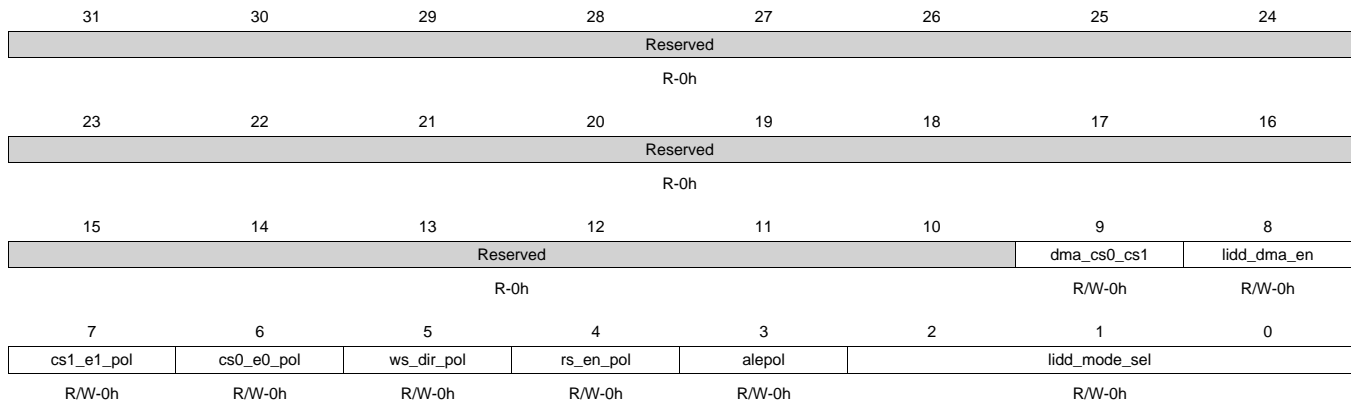 31 30 29 28 27 26 25 24
Reserved
R-0h
23 22 21 20 19 18 17 16
Reserved
R-0h
15 14 13 12 11 10 9 8
Reserved dma_cs0_cs1 lidd_dma_en
R-0h R/W-0h R/W-0h
7 6 5 4 3 2 1 0
cs1_e1_pol cs0_e0_pol ws_dir_pol rs_en_pol alepol lidd_mode_sel
R/W-0h R/W-0h R/W-0h R/W-0h R/W-0h R/W-0h